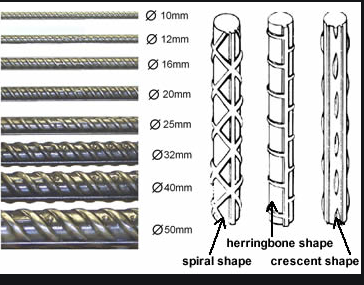 Ø 10mm
Ø 12mm
Ø 16mm
Ø 20mm
Ø 25mm
Ø 32mm
Ø 40mm
Ø 50mm
herringbone shape
spiral shape
crescent shape